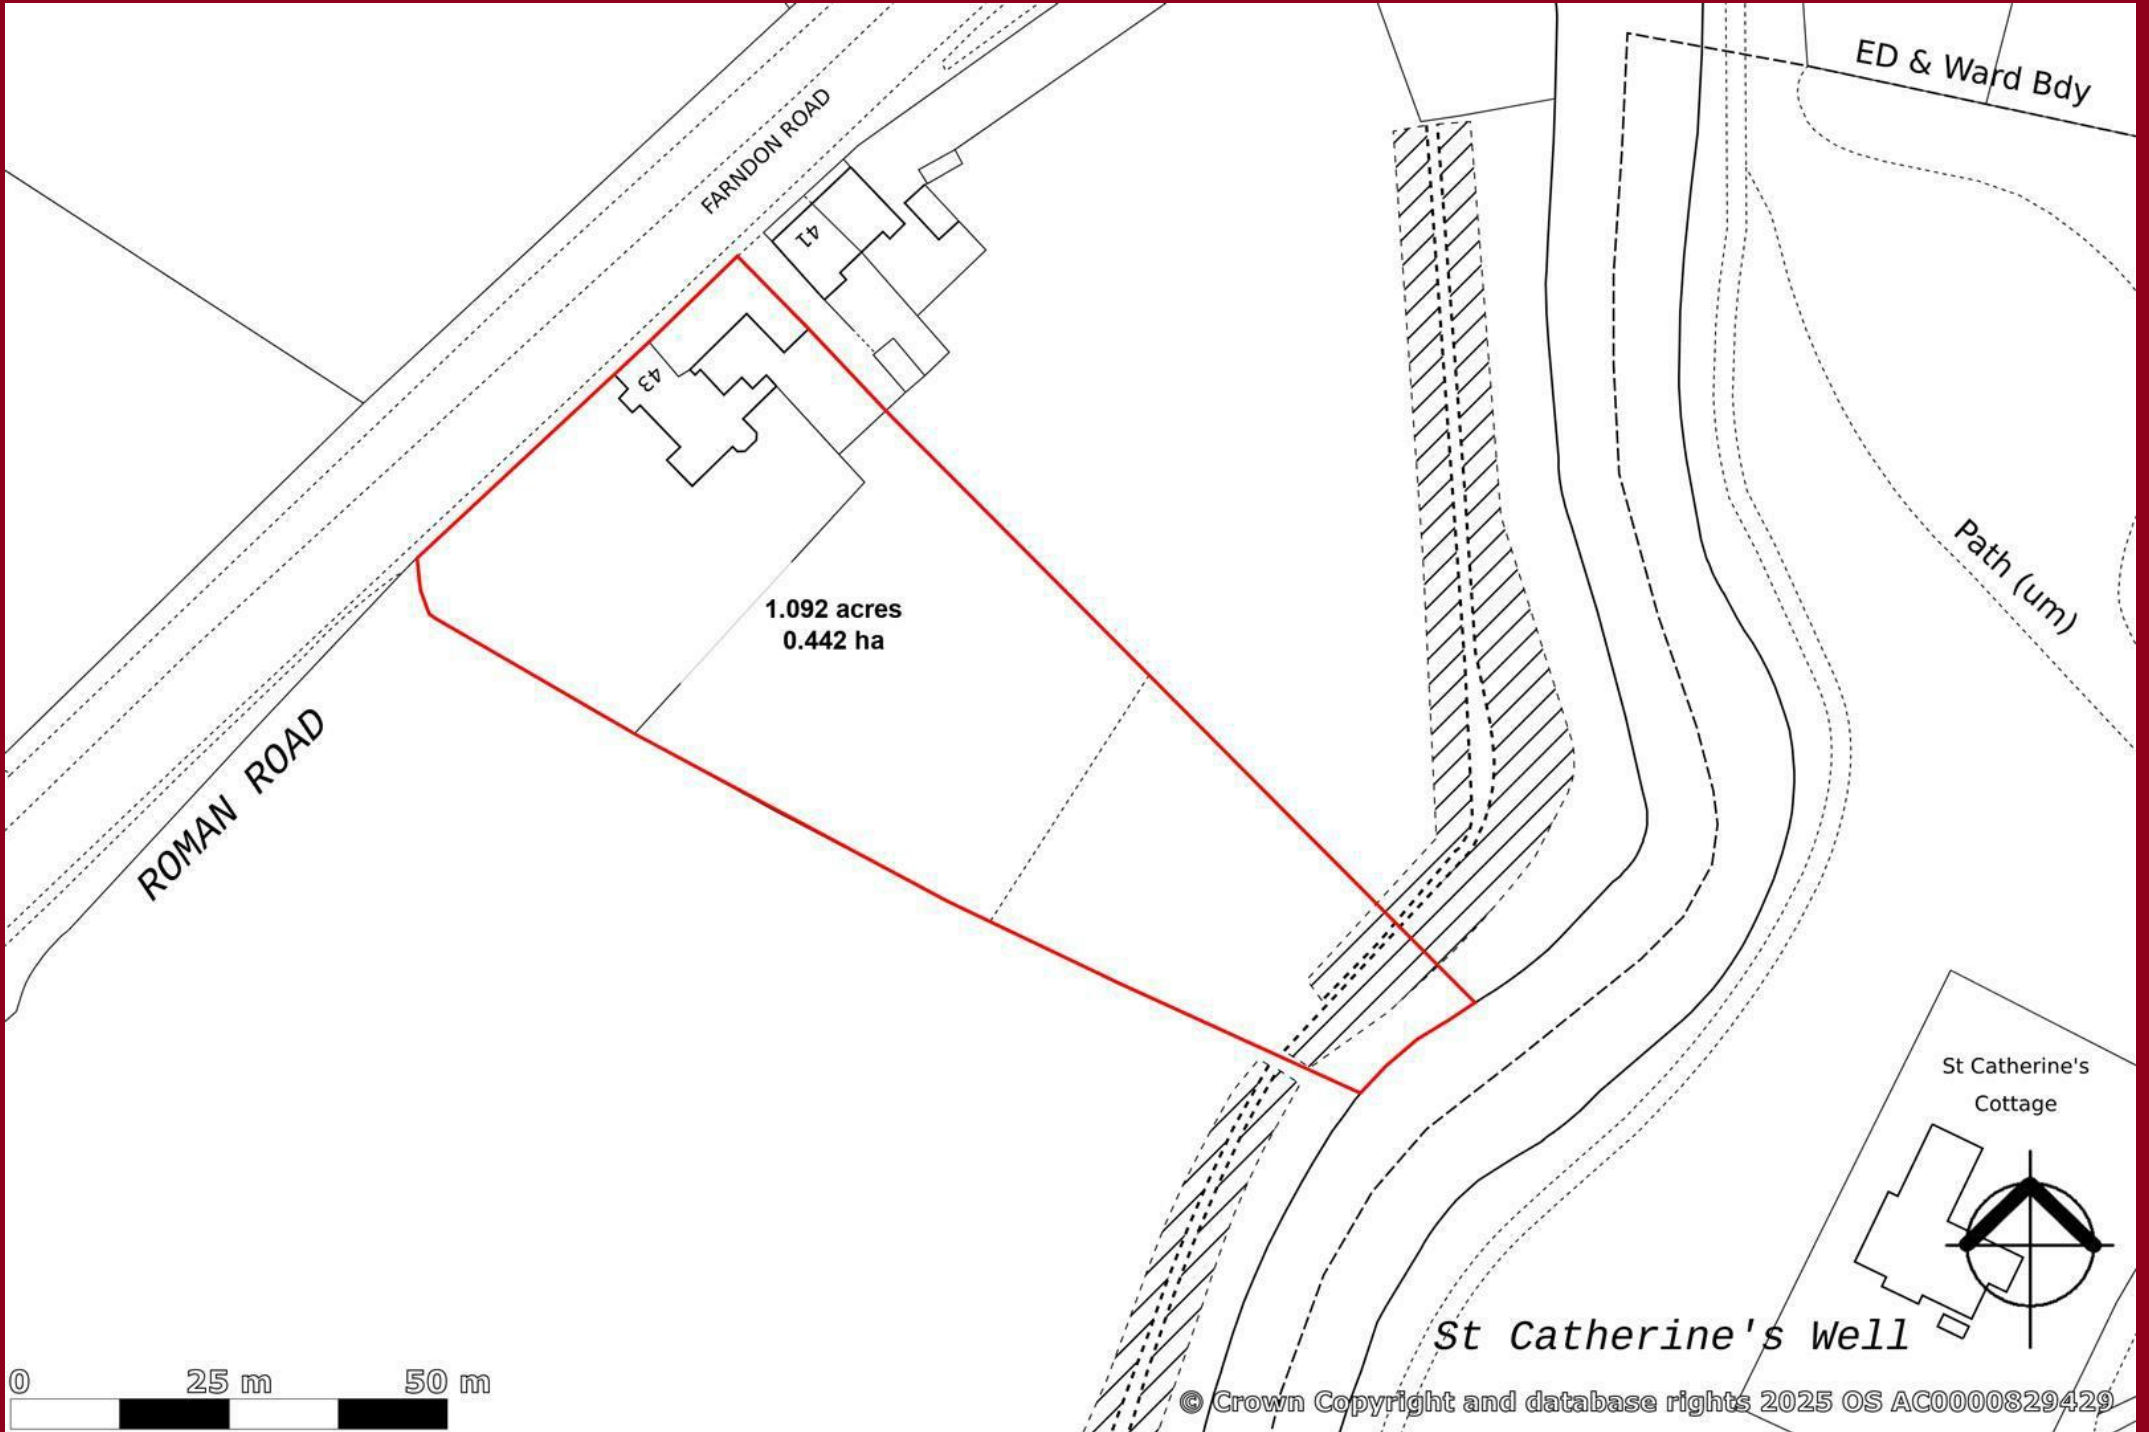 ED & Ward Bdy
FARNDON ROAD
41
43
Path (um)
1.092 acres
0.442 ha
ROMAN ROAD
St Catherine's
Cottage
St Catherine's Well
0 25 m 50 m
© Crown Copyright and database rights 2025 OS AC0000829429